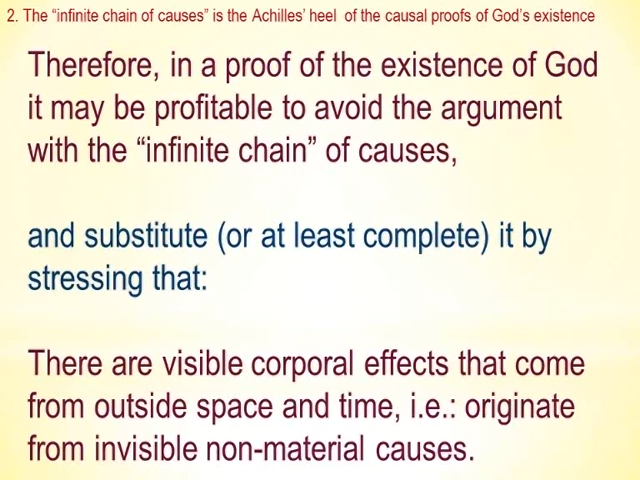 2. The “infinite chain of causes” is the Achilles’ heel of the causal proofs of God’s existence
Therefore, in a proof of the existence of God
it may be profitable to avoid the argument
with the “infinite chain” of causes,
and substitute (or at least complete) it by
stressing that:
There are visible corporal effects that come
from outside space and time, i.e.: originate
from invisible non-material causes.